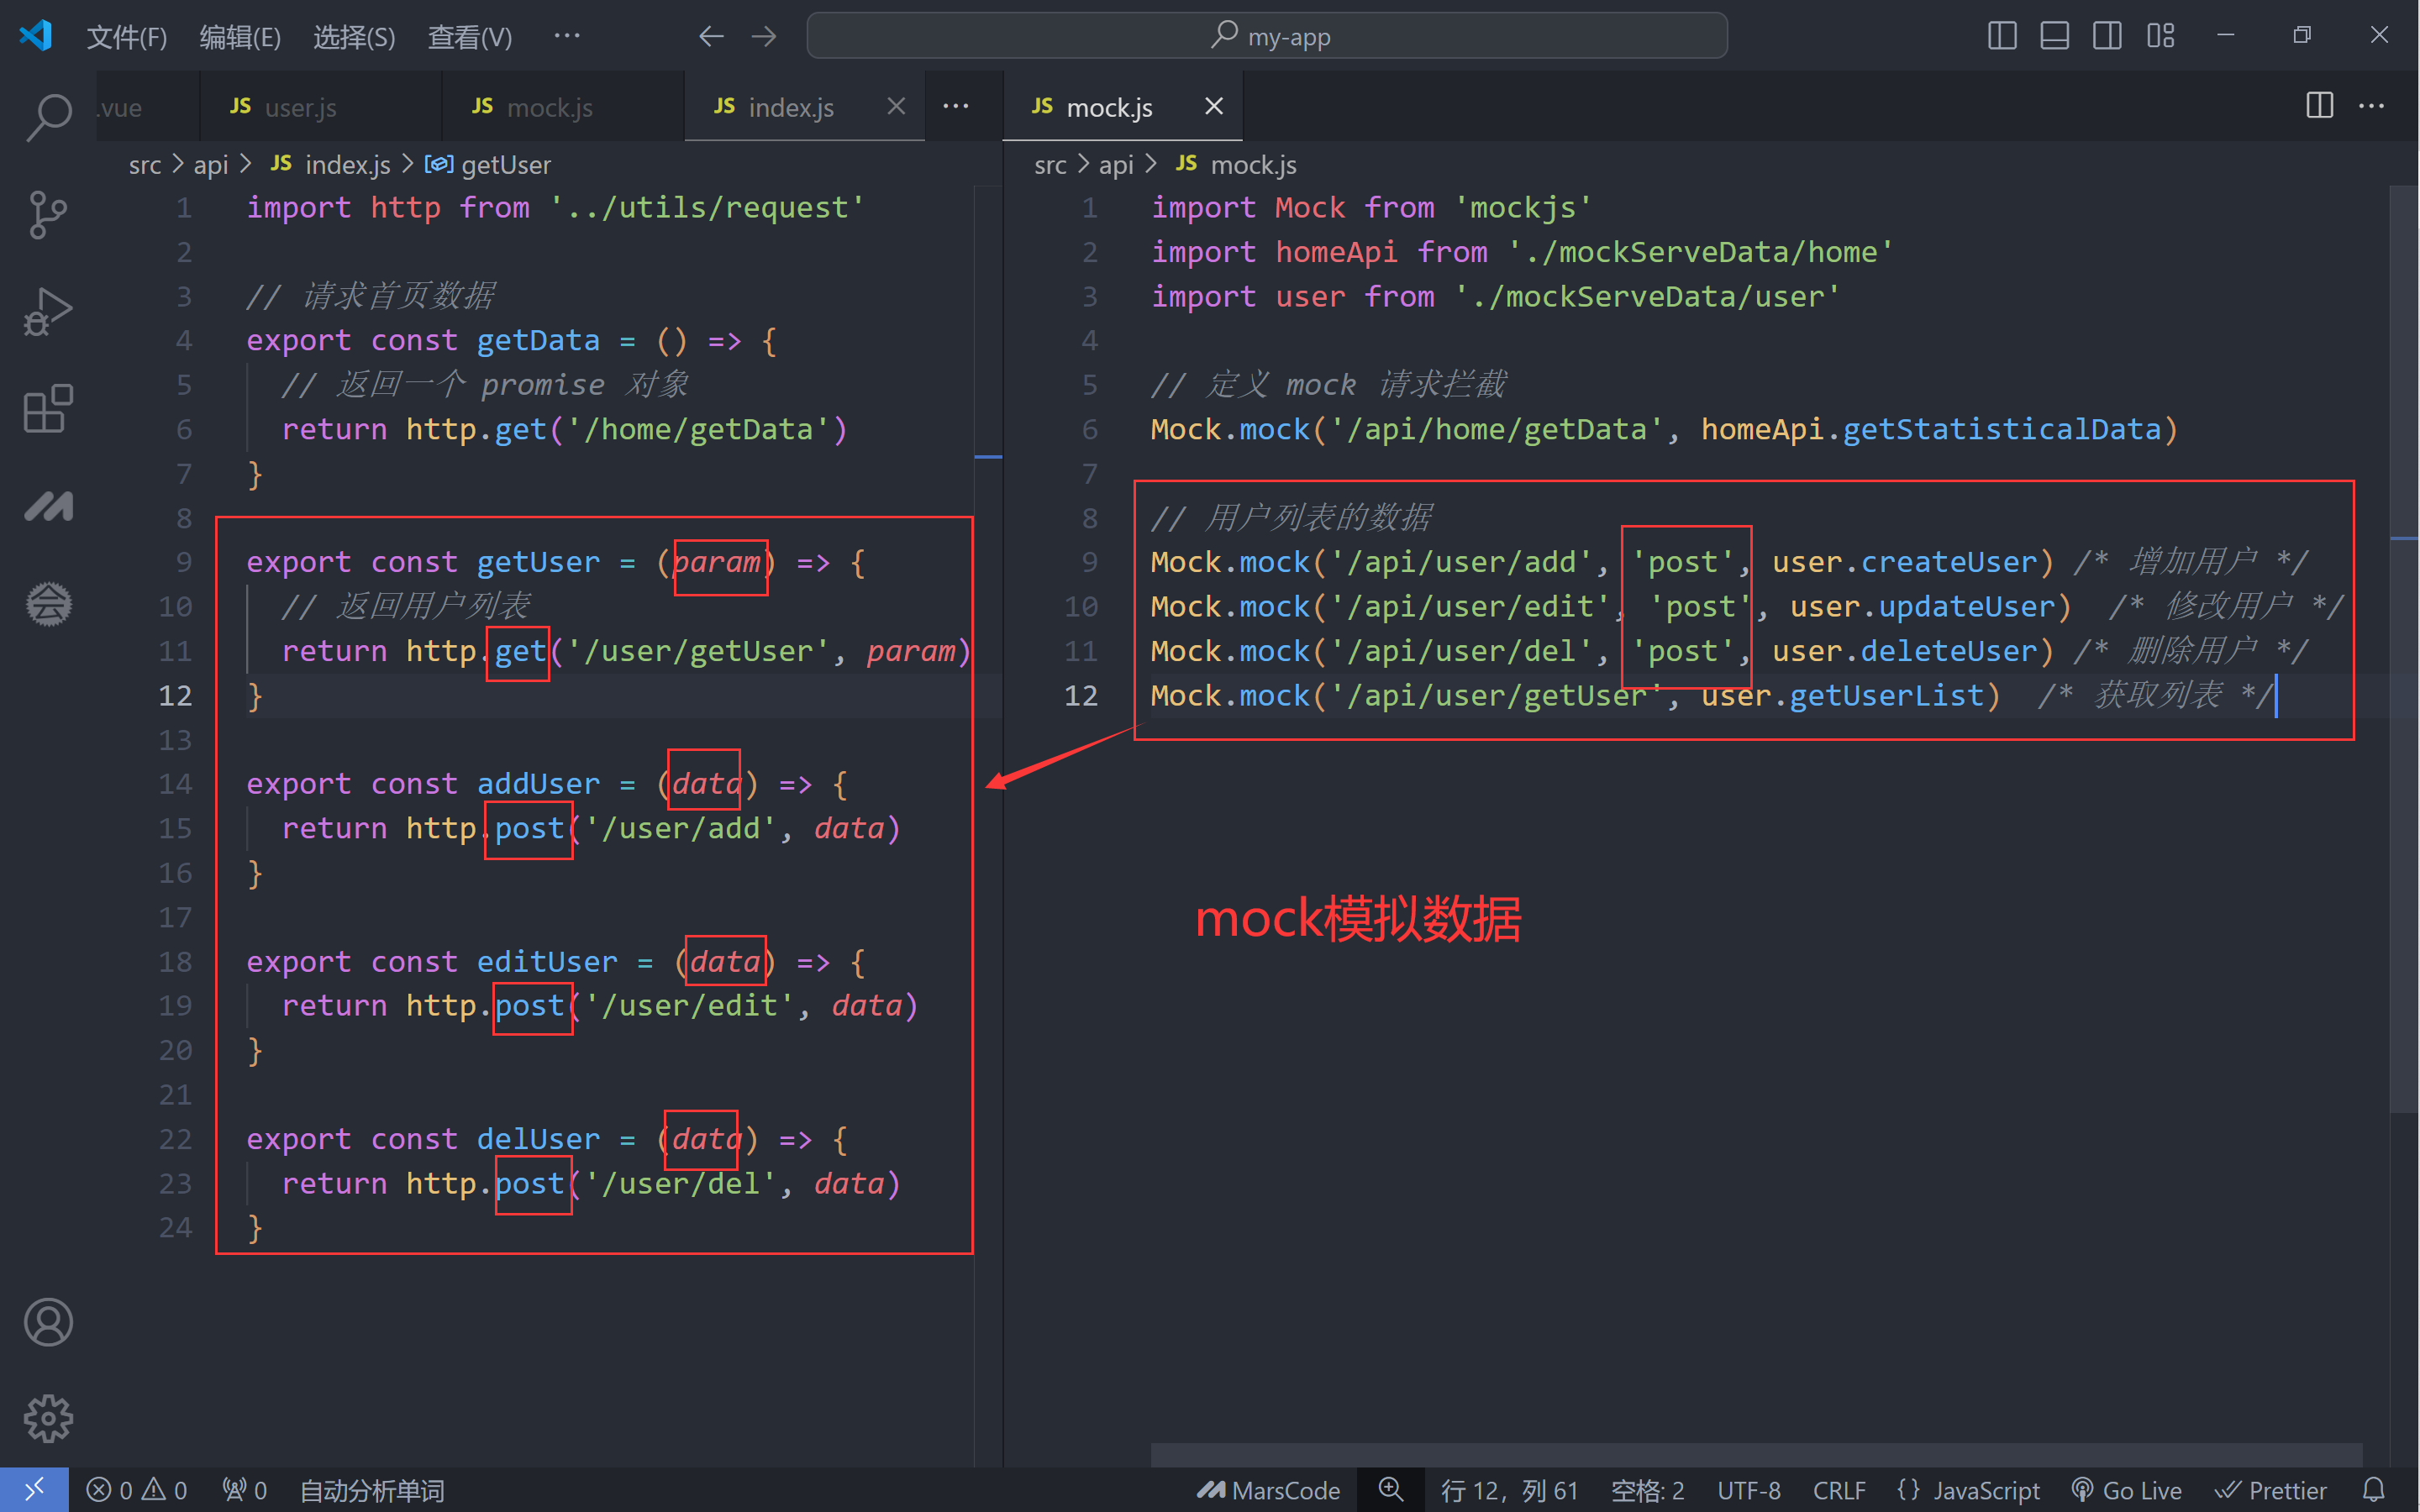 文件(F) 编辑(E) 选择(S) 查看(V) ··· my-app
.vue JS user.js JS mock.js JS index.js ···
src > api > JS index.js > getUser
1 import http from '../utils/request'
2
3 // 请求首页数据
4 export const getData = () => {
5 // 返回一个 promise 对象
6 return http.get('/home/getData')
7 }
8
9 export const getUser = (param) => {
10 // 返回用户列表
11 return http.get('/user/getUser', param)
12 }
13
14 export const addUser = (data) => {
15 return http.post('/user/add', data)
16 }
17
18 export const editUser = (data) => {
19 return http.post('/user/edit', data)
20 }
21
22 export const delUser = (data) => {
23 return http.post('/user/del', data)
24 }
JS mock.js ···
src > api > JS mock.js
1 import Mock from 'mockjs'
2 import homeApi from './mockServeData/home'
3 import user from './mockServeData/user'
4
5 // 定义 mock 请求拦截
6 Mock.mock('/api/home/getData', homeApi.getStatisticalData)
7
8 // 用户列表的数据
9 Mock.mock('/api/user/add', 'post', user.createUser) /* 增加用户 */
10 Mock.mock('/api/user/edit', 'post', user.updateUser) /* 修改用户 */
11 Mock.mock('/api/user/del', 'post', user.deleteUser) /* 删除用户 */
12 Mock.mock('/api/user/getUser', user.getUserList) /* 获取列表 */
mock模拟数据
会
0 0 0 自动分析单词 MarsCode 行 12，列 61 空格: 2 UTF-8 CRLF {} JavaScript Go Live Prettier